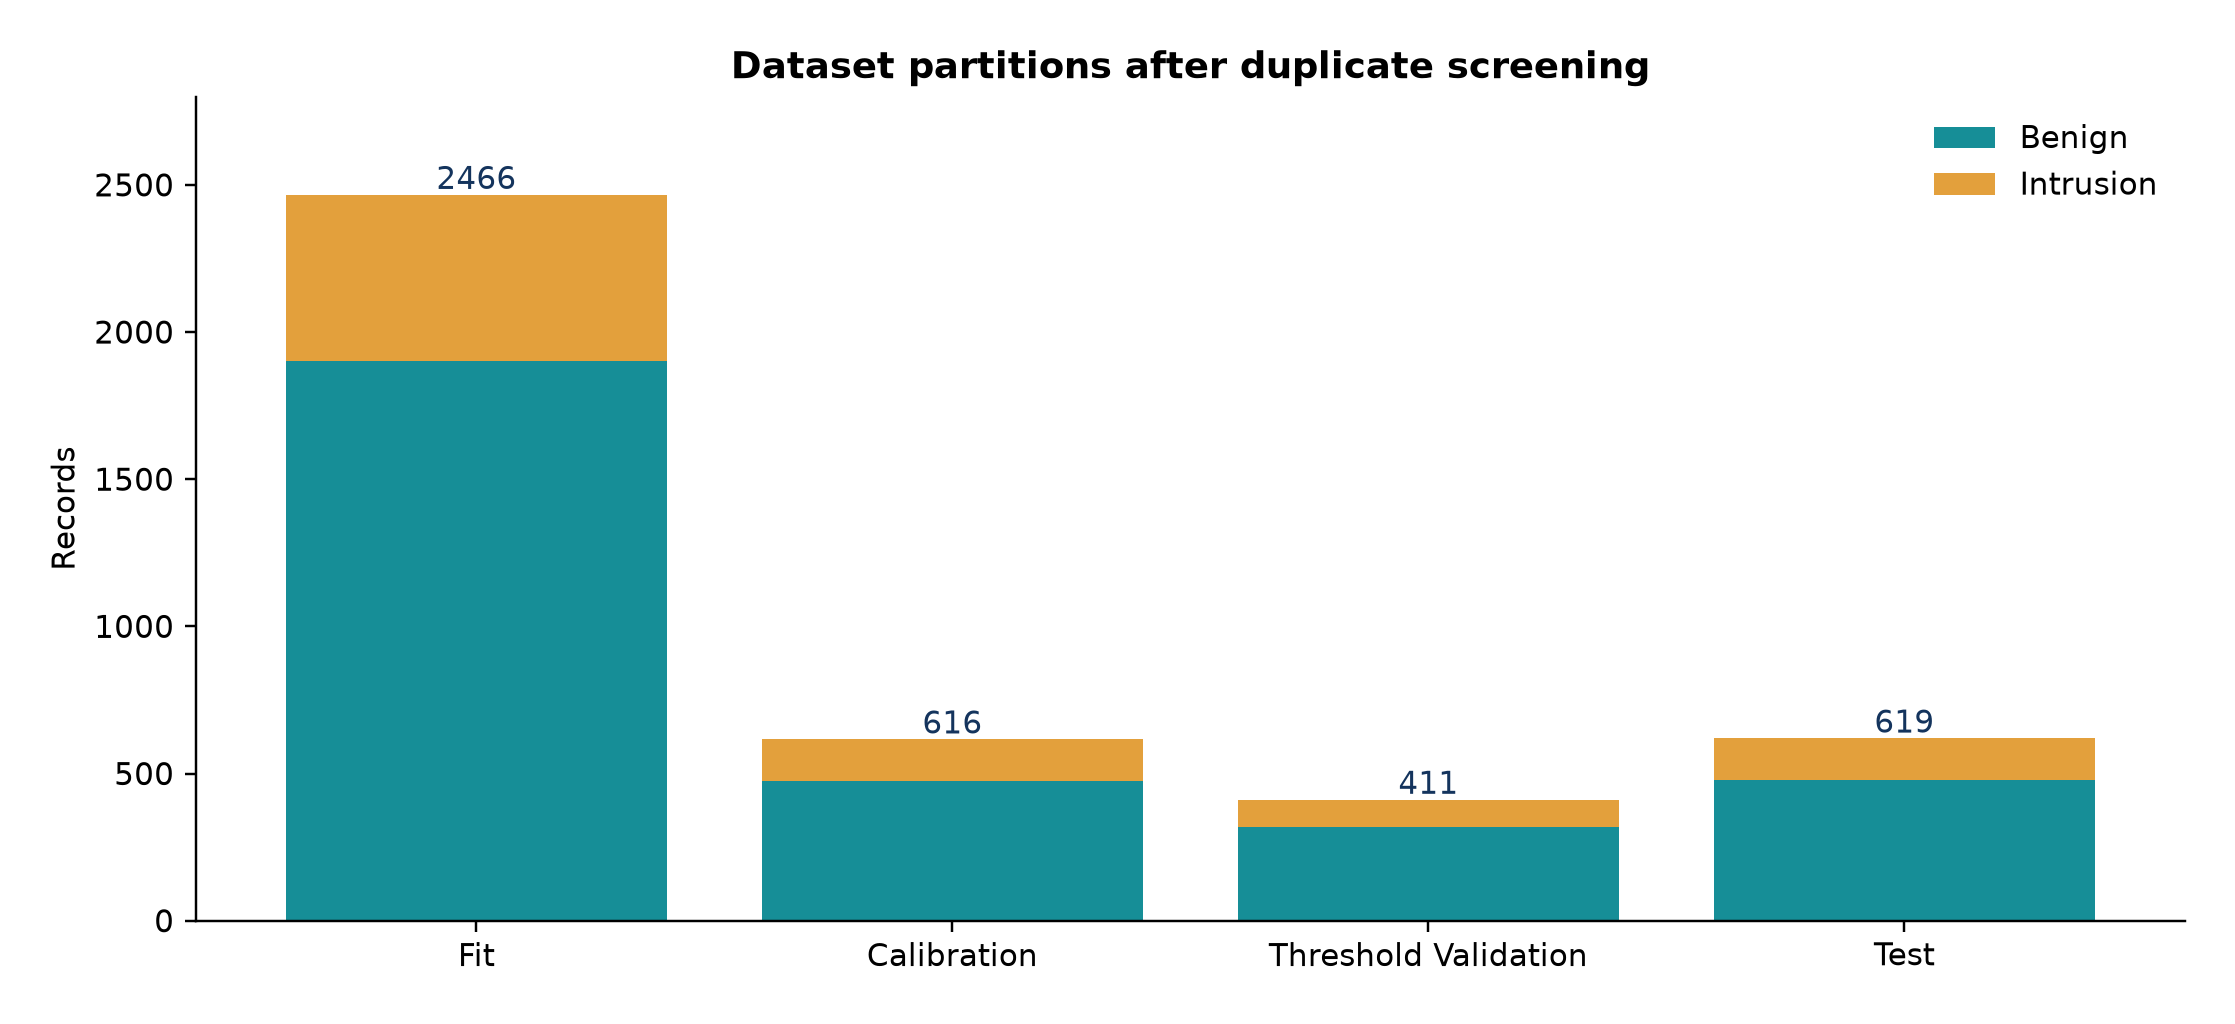 Dataset partitions after duplicate screening
Benign
Intrusion
Records
2500
2000
1500
1000
500
0
2466
616
411
619
Fit
Calibration
Threshold Validation
Test